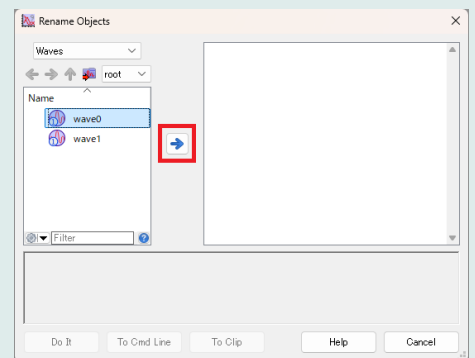 Rename Objects
Waves
root
Name
wave0
wave1
Filter
Do It
To Cmd Line
To Clip
Help
Cancel